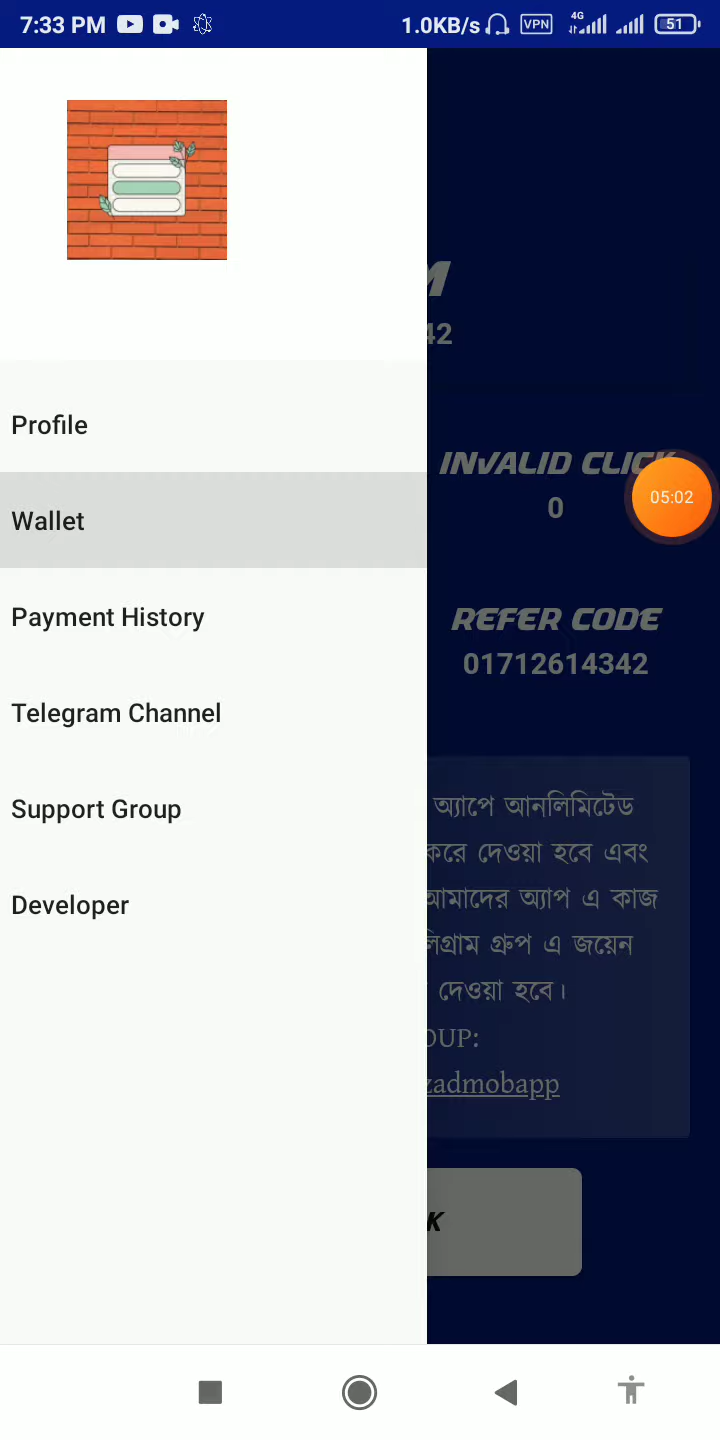 7:33 PM
1.0KB/s VPN 4G 51
42
INVALID CLICK
0
05:02
REFER CODE
01712614342
Profile
Wallet
Payment History
Telegram Channel
Support Group
Developer
অ্যাপে আনলিমিটেড
করে দেওয়া হবে এবং
আমাদের অ্যাপ এ কাজ
গ্রুপ এ জয়েন
দেওয়া হবে।
OUP:
zadmobapp
K